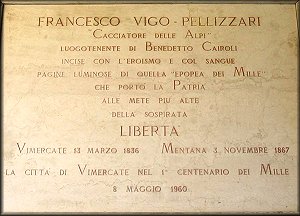 FRANCESCO VIGO-PELLIZZARI
"CACCIATORE DELLE ALPI"
LUOGOTENENTE DI BENEDETTO CAIROLI
INCISE CON L'EROISMO E COL SANGUE
PAGINE LUMINOSE DI QUELLA "EPOPEA DEI MILLE"
CHE PORTO LA PATRIA
ALLE METE PIU ALTE
DELLA SOSPIRATA
LIBERTÀ
VIMERCATE 13 MARZO 1836 MENTANA 3 NOVEMBRE 1867
LA CITTÀ DI VIMERCATE NEL 1° CENTENARIO DEI MILLE
8 MAGGIO 1960